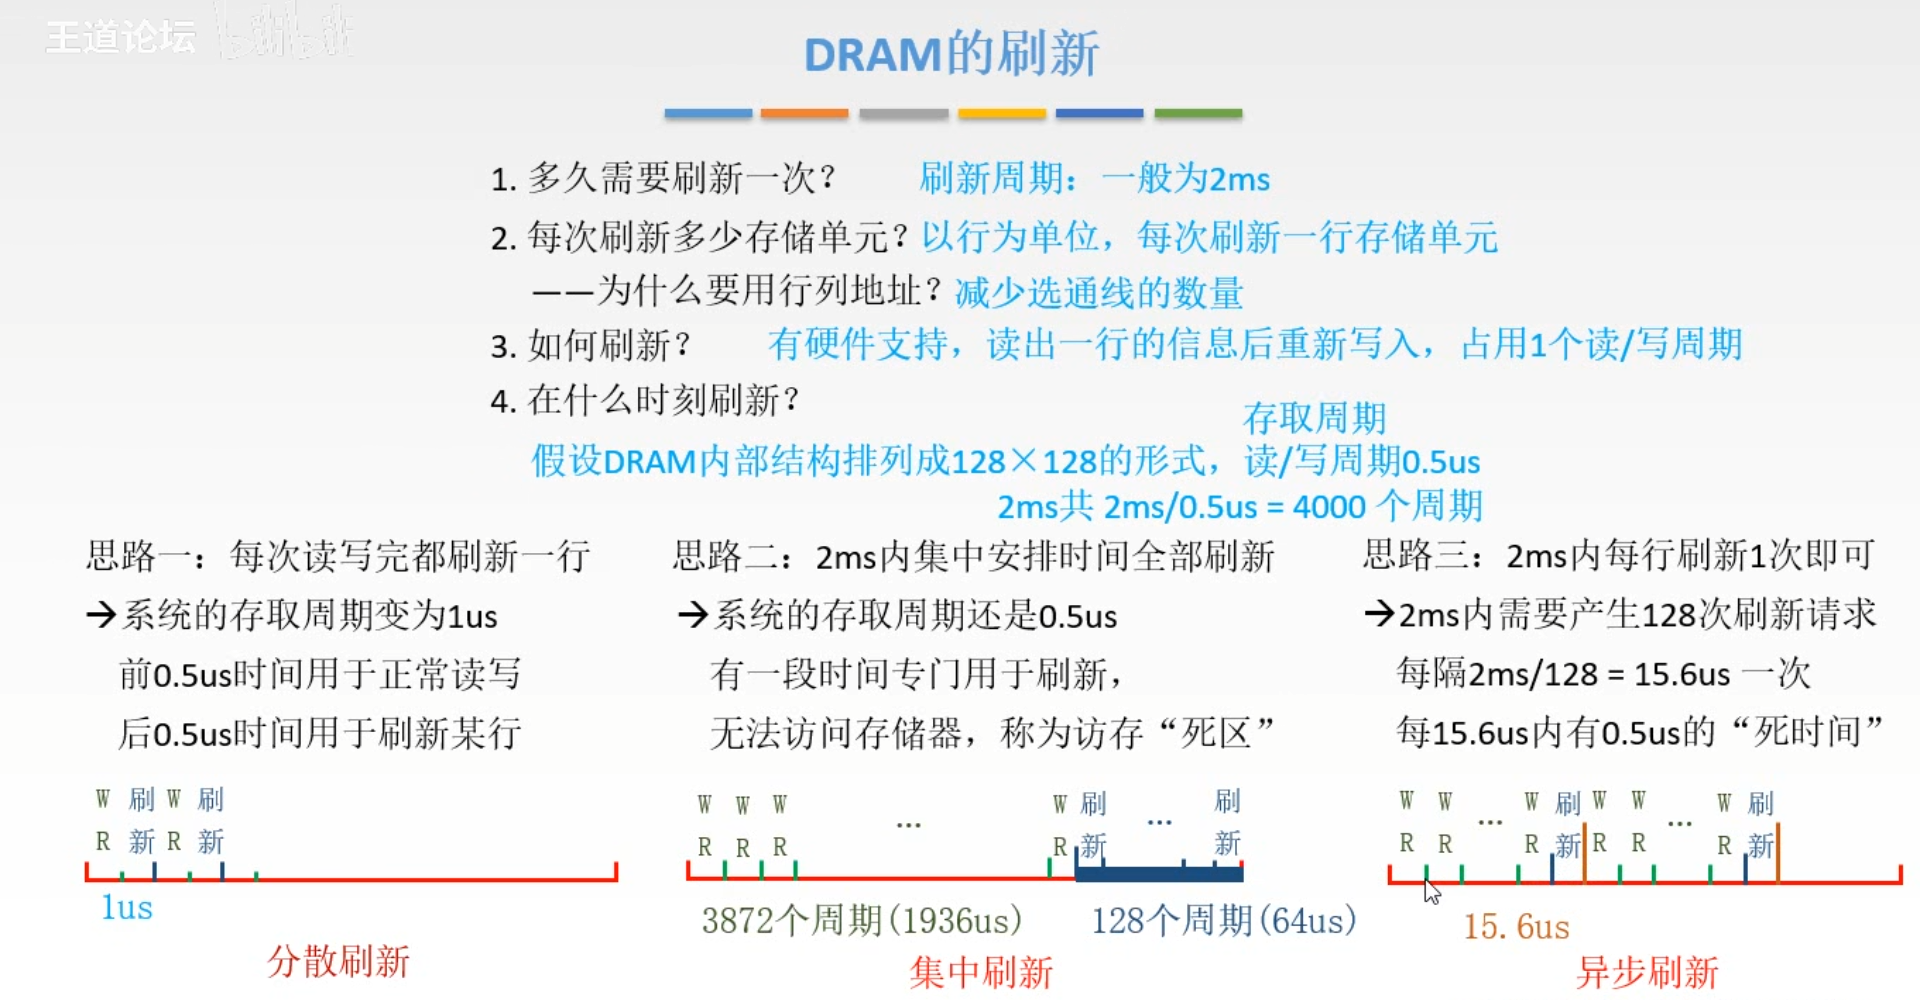 王道论坛 bilibili
DRAM的刷新
1. 多久需要刷新一次？ 刷新周期：一般为2ms
2. 每次刷新多少存储单元？以行为单位，每次刷新一行存储单元
——为什么要用行列地址？减少选通线的数量
3. 如何刷新？ 有硬件支持，读出一行的信息后重新写入，占用1个读/写周期
4. 在什么时刻刷新？
存取周期
假设DRAM内部结构排列成128×128的形式，读/写周期0.5us
2ms共 2ms/0.5us = 4000 个周期
思路一：每次读写完都刷新一行
→系统的存取周期变为1us
前0.5us时间用于正常读写
后0.5us时间用于刷新某行
W 刷 W 刷
R 新 R 新
1us
分散刷新
思路二：2ms内集中安排时间全部刷新
→系统的存取周期还是0.5us
有一段时间专门用于刷新，
无法访问存储器，称为访存“死区”
W W W ... W 刷 ... 刷
R R R R 新 新
3872个周期(1936us) 128个周期(64us)
集中刷新
思路三：2ms内每行刷新1次即可
→2ms内需要产生128次刷新请求
每隔2ms/128 = 15.6us 一次
每15.6us内有0.5us的“死时间”
W W ... W 刷 W W ... W 刷
R R R 新 R R R 新
15.6us
异步刷新